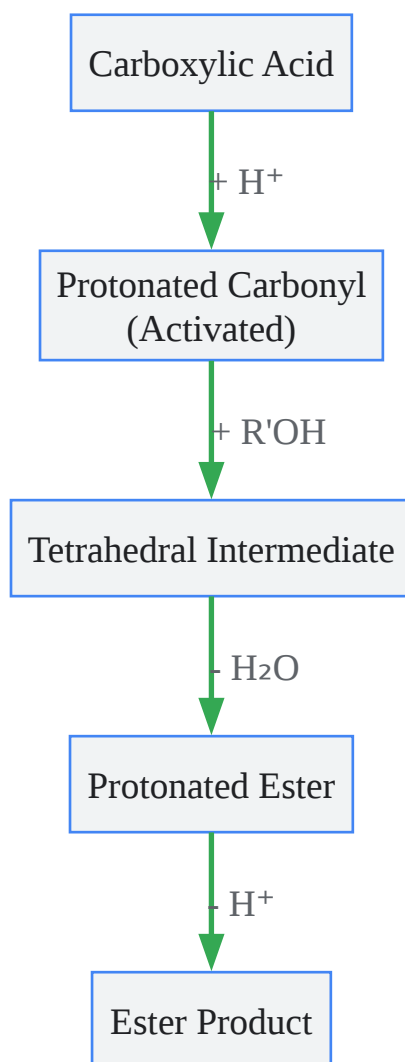 Carboxylic Acid
+ H⁺
Protonated Carbonyl
(Activated)
+ R'OH
Tetrahedral Intermediate
- H₂O
Protonated Ester
- H⁺
Ester Product